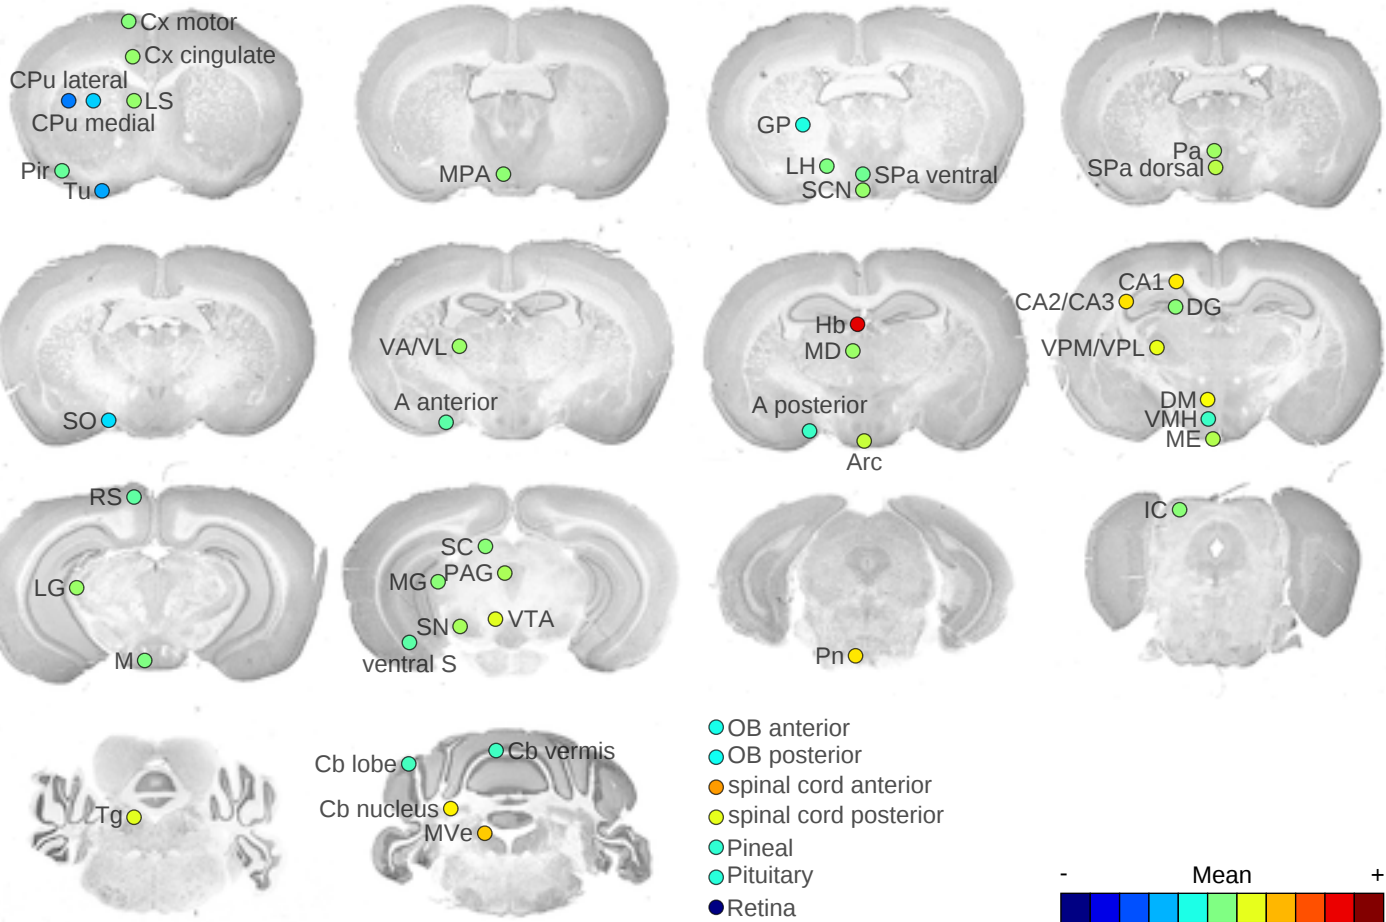 Cx motor
Cx cingulate
CPu lateral
LS
CPu medial
Pir
Tu
MPA
GP
LH
SPa ventral
SCN
Pa
SPa dorsal
SO
VA/VL
A anterior
Hb
MD
A posterior
Arc
CA1
CA2/CA3
DG
VPM/VPL
DM
VMH
ME
RS
LG
M
SC
PAG
MG
VTA
SN
ventral S
Pn
IC
Tg
Cb lobe
Cb vermis
Cb nucleus
MVe
OB anterior
OB posterior
spinal cord anterior
spinal cord posterior
Pineal
Pituitary
Retina
- Mean +